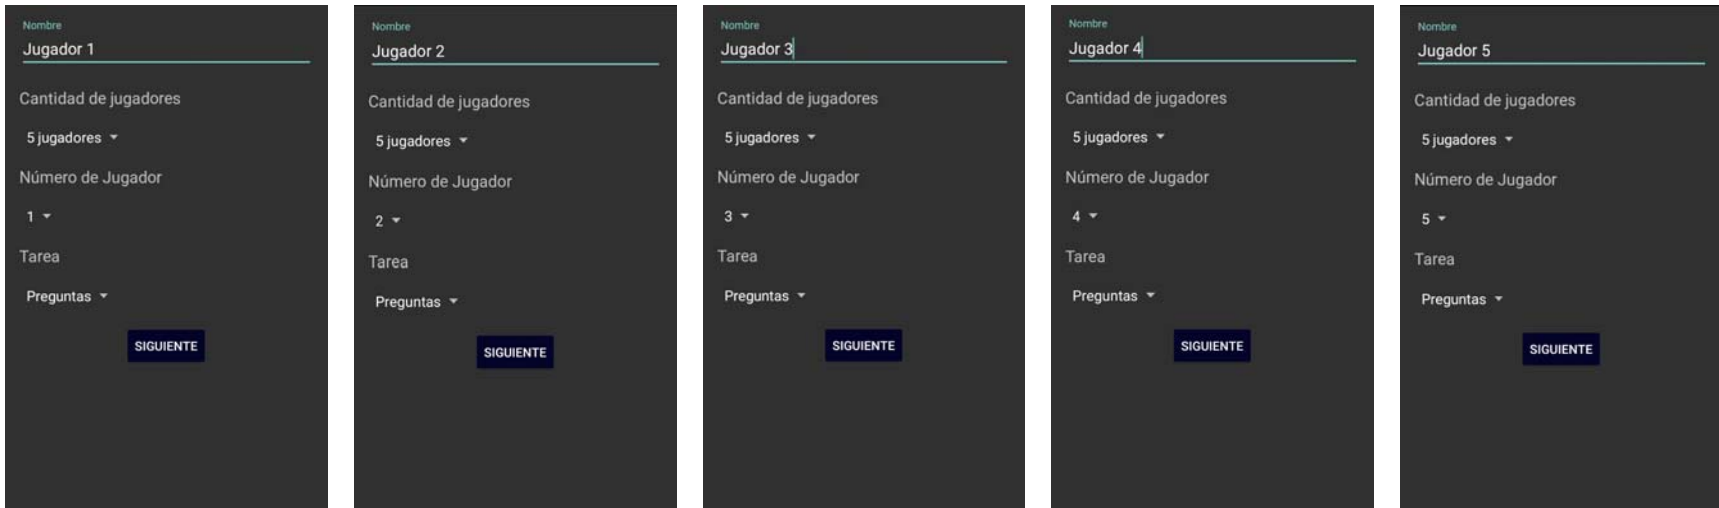 Nombre
Jugador 1
Cantidad de jugadores
5 jugadores
Número de Jugador
1
Tarea
Preguntas
SIGUIENTE
Nombre
Jugador 2
Cantidad de jugadores
5 jugadores
Número de Jugador
2
Tarea
Preguntas
SIGUIENTE
Nombre
Jugador 3
Cantidad de jugadores
5 jugadores
Número de Jugador
3
Tarea
Preguntas
SIGUIENTE
Nombre
Jugador 4
Cantidad de jugadores
5 jugadores
Número de Jugador
4
Tarea
Preguntas
SIGUIENTE
Nombre
Jugador 5
Cantidad de jugadores
5 jugadores
Número de Jugador
5
Tarea
Preguntas
SIGUIENTE